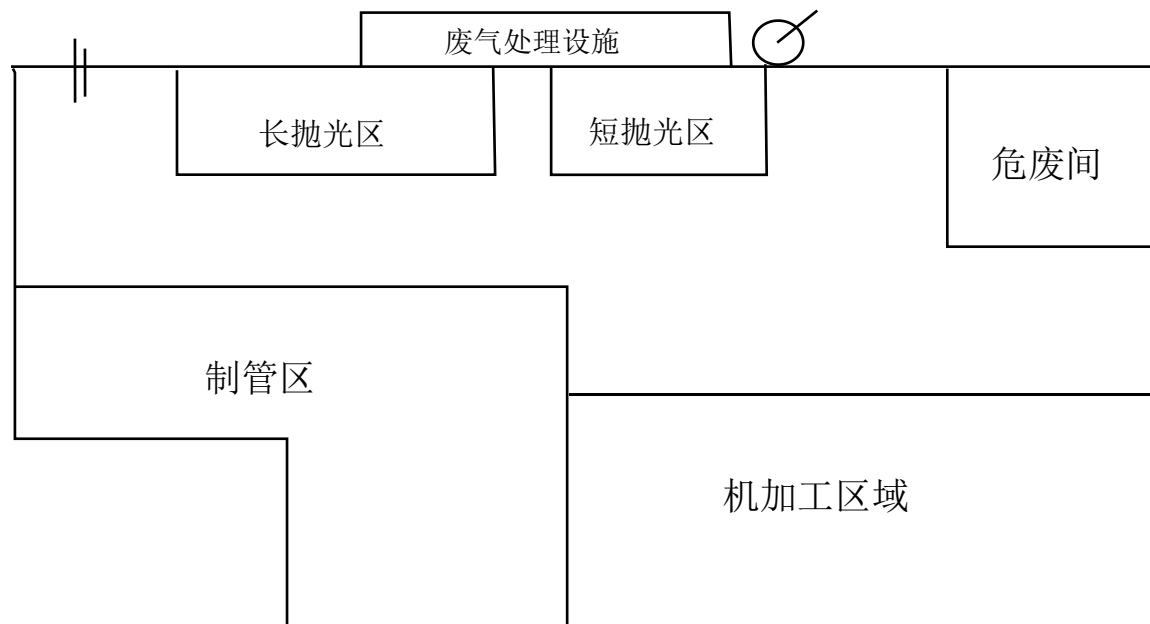 废气处理设施
长抛光区
短抛光区
危废间
制管区
机加工区域